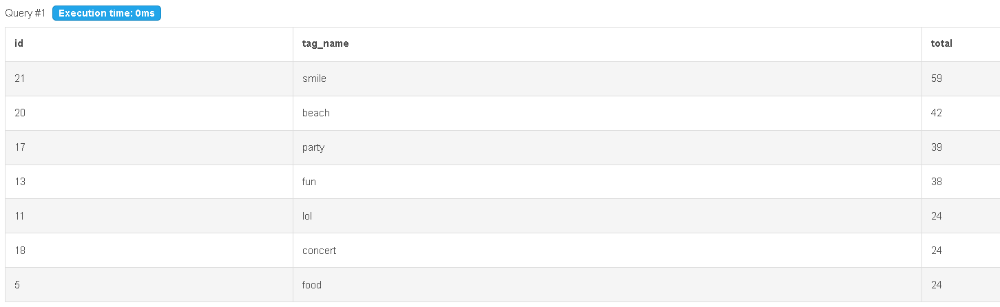 Query #1 Execution time: 0ms
id tag_name total
21 smile 59
20 beach 42
17 party 39
13 fun 38
11 lol 24
18 concert 24
5 food 24